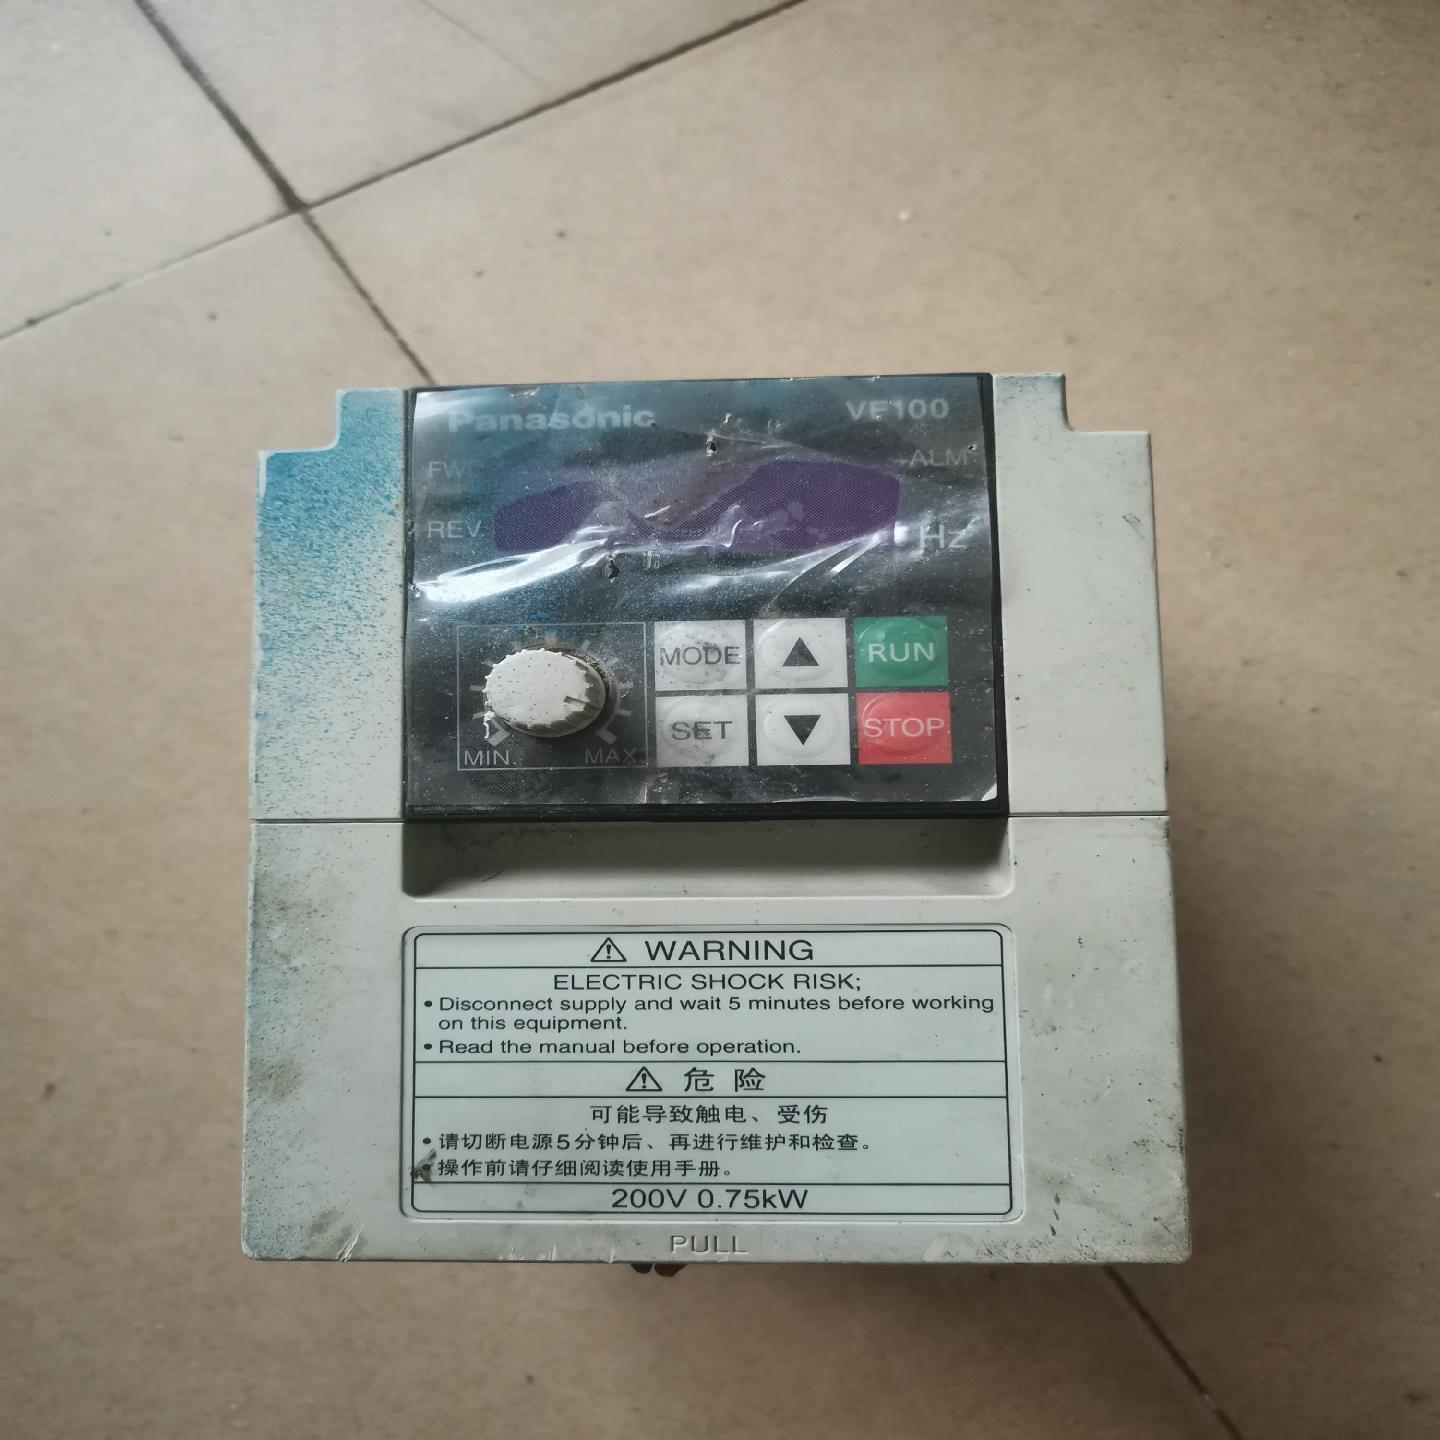 Panasonic VF100
FWD ALM
REV Hz
MODE ▲ RUN
SET ▼ STOP
MIN. MAX.
⚠ WARNING
ELECTRIC SHOCK RISK;
• Disconnect supply and wait 5 minutes before working
on this equipment.
• Read the manual before operation.
⚠ 危 险
可能导致触电、受伤
• 请切断电源5分钟后、再进行维护和检查。
• 操作前请仔细阅读使用手册。
200V 0.75kW
PULL